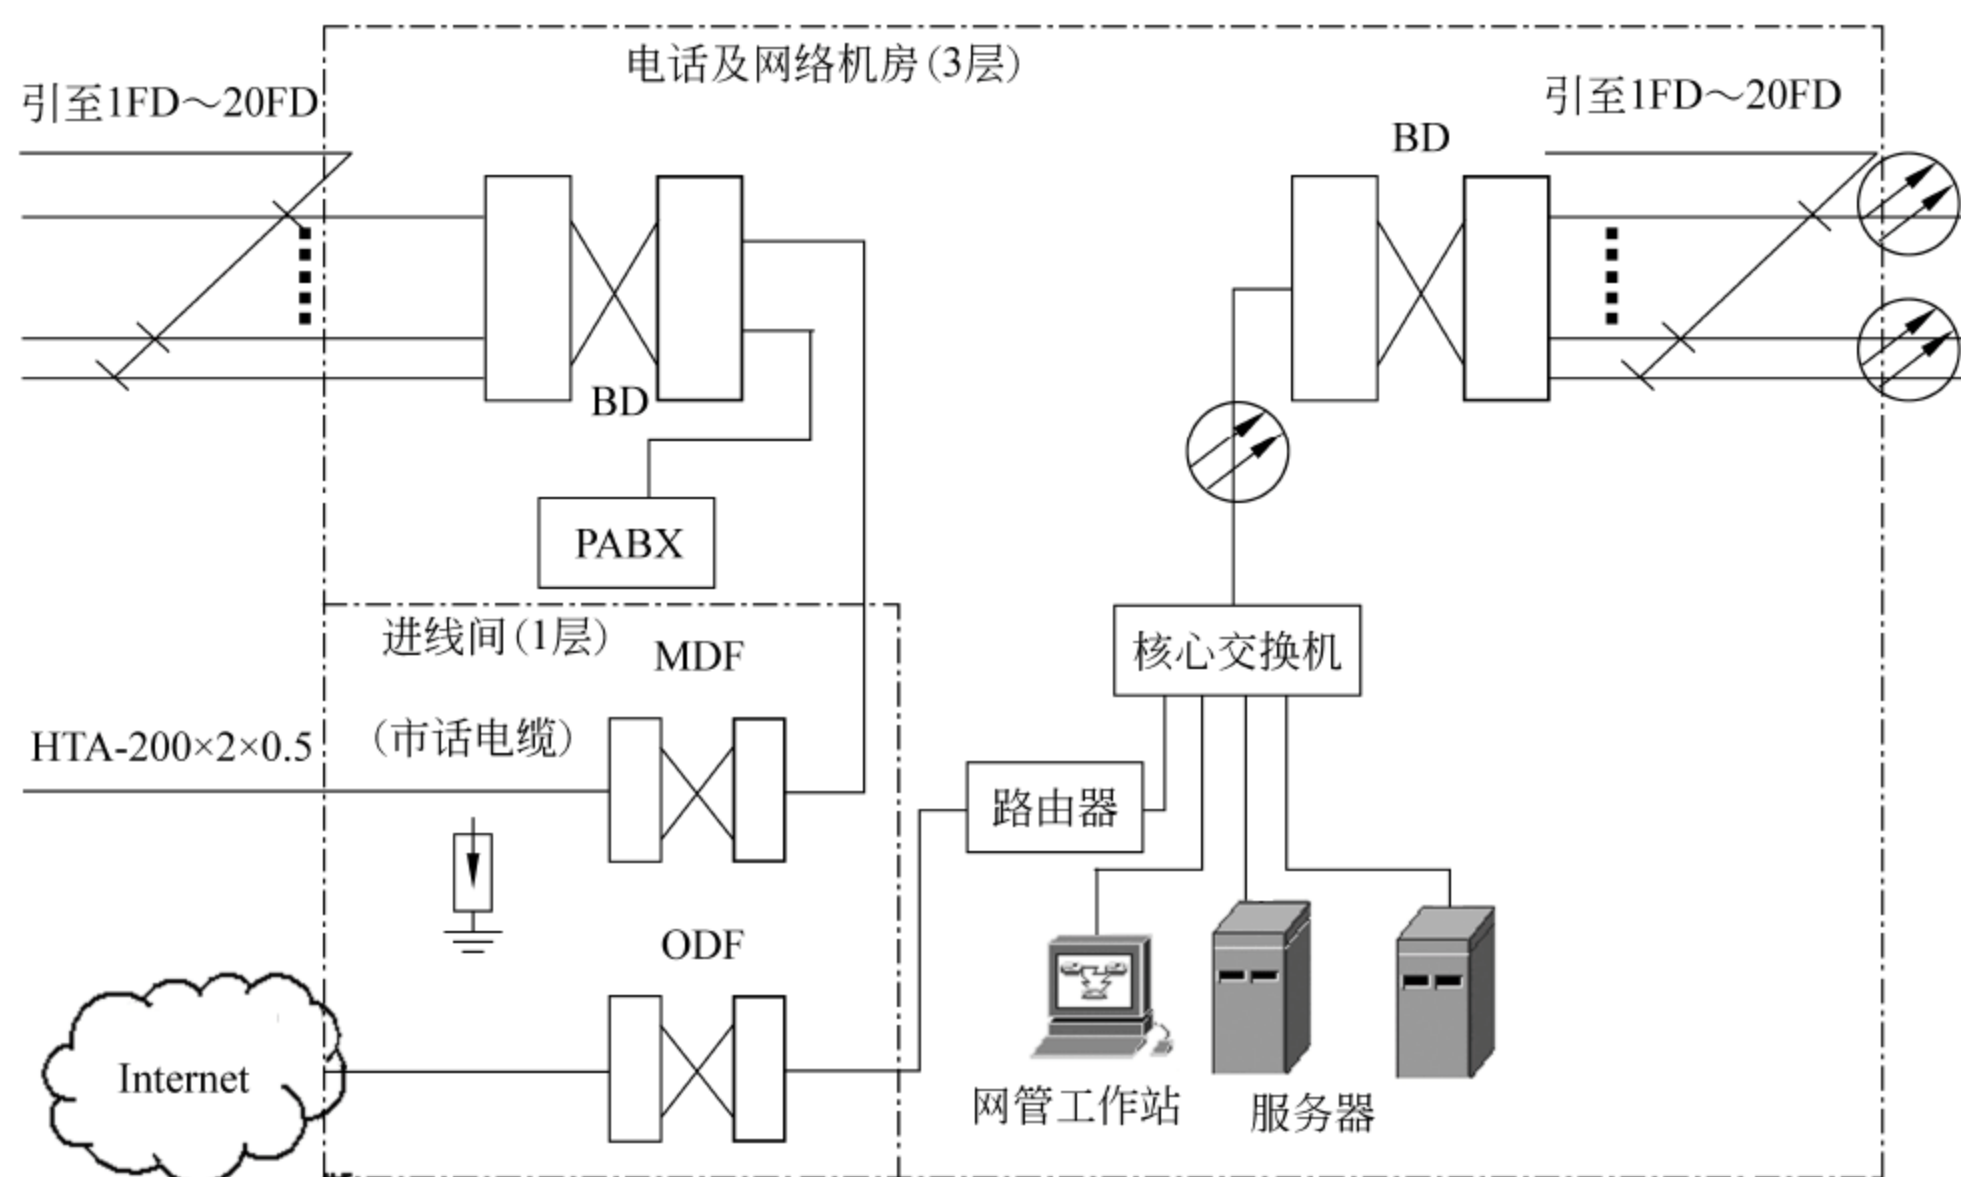 电话及网络机房(3层)
引至1FD～20FD
引至1FD～20FD
BD
BD
PABX
进线间(1层)
MDF
核心交换机
HTA-200×2×0.5
(市话电缆)
路由器
ODF
Internet
网管工作站
服务器